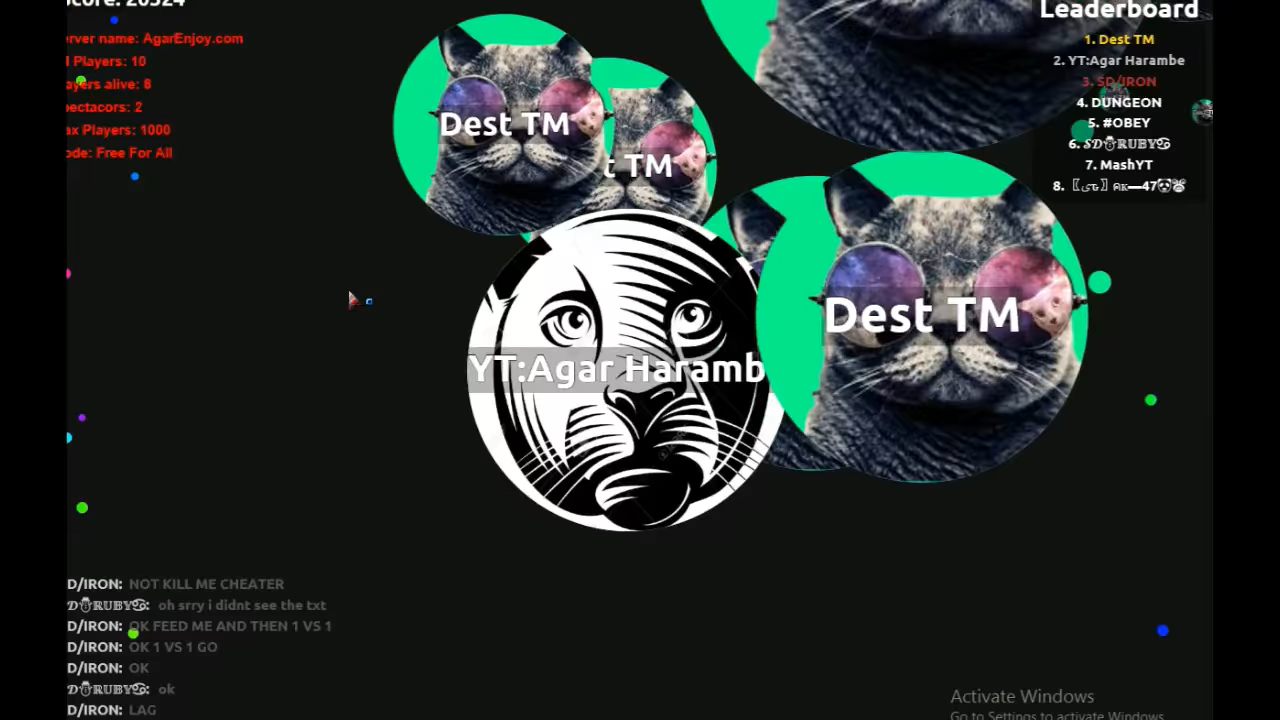 core: 20324
erver name: AgarEnjoy.com
l Players: 10
ayers alive: 8
pectacors: 2
ax Players: 1000
ode: Free For All
Leaderboard
1. Dest TM
2. YT:Agar Harambe
3. SD/IRON
4. DUNGEON
5. #OBEY
6. 𝑺𝑫⛄ℝ𝕌𝔹𝕐♋
7. MashYT
Dest TM
t TM
Dest TM
YT:Agar Haramb
D/IRON: NOT KILL ME CHEATER
𝑫⛄ℝ𝕌𝔹𝕐♋: oh srry i didnt see the txt
D/IRON: OK FEED ME AND THEN 1 VS 1
D/IRON: OK 1 VS 1 GO
D/IRON: OK
𝑫⛄ℝ𝕌𝔹𝕐♋: ok
D/IRON: LAG
Activate Windows
Go to Settings to activate Windows.